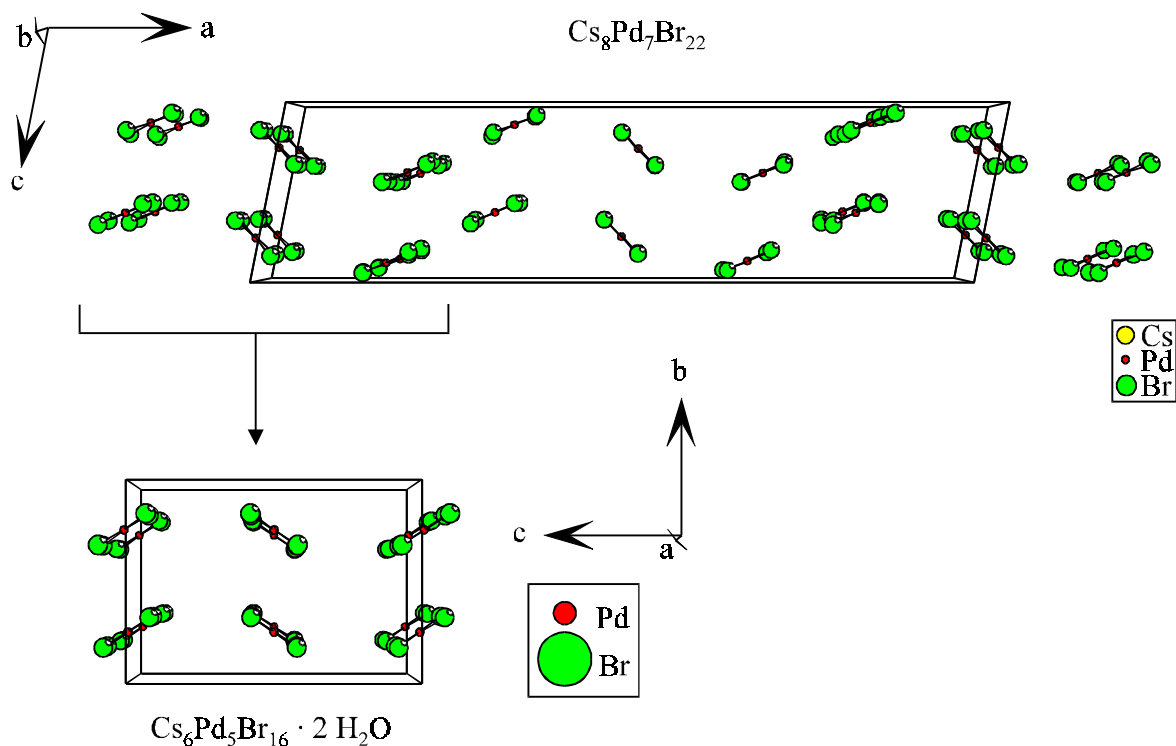 b
a
c
Cs₈Pd₇Br₂₂
Cs
Pd
Br
b
c
a
Pd
Br
Cs₆Pd₅Br₁₆ · 2 H₂O